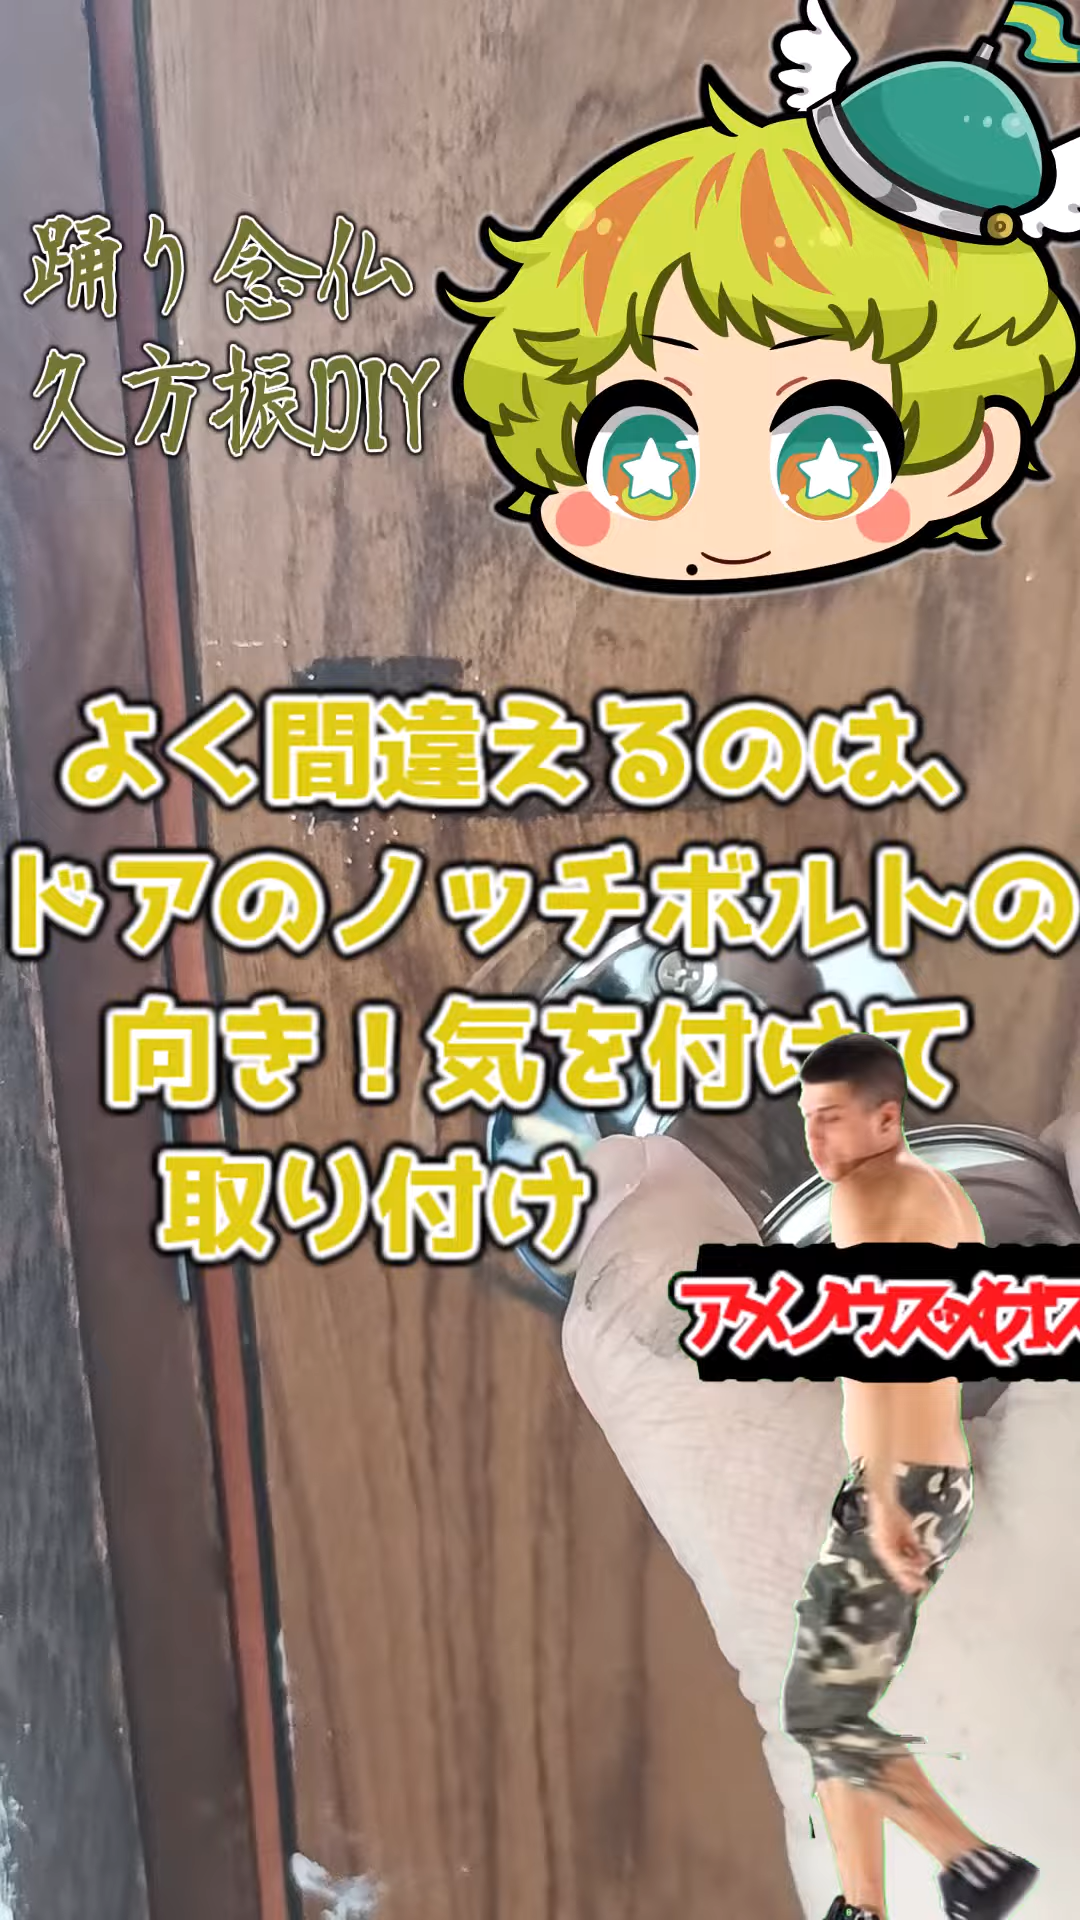 踊り念仏
久方振DIY
よく間違えるのは、
ドアのノッチボルトの
向き！気を付けて
取り付け